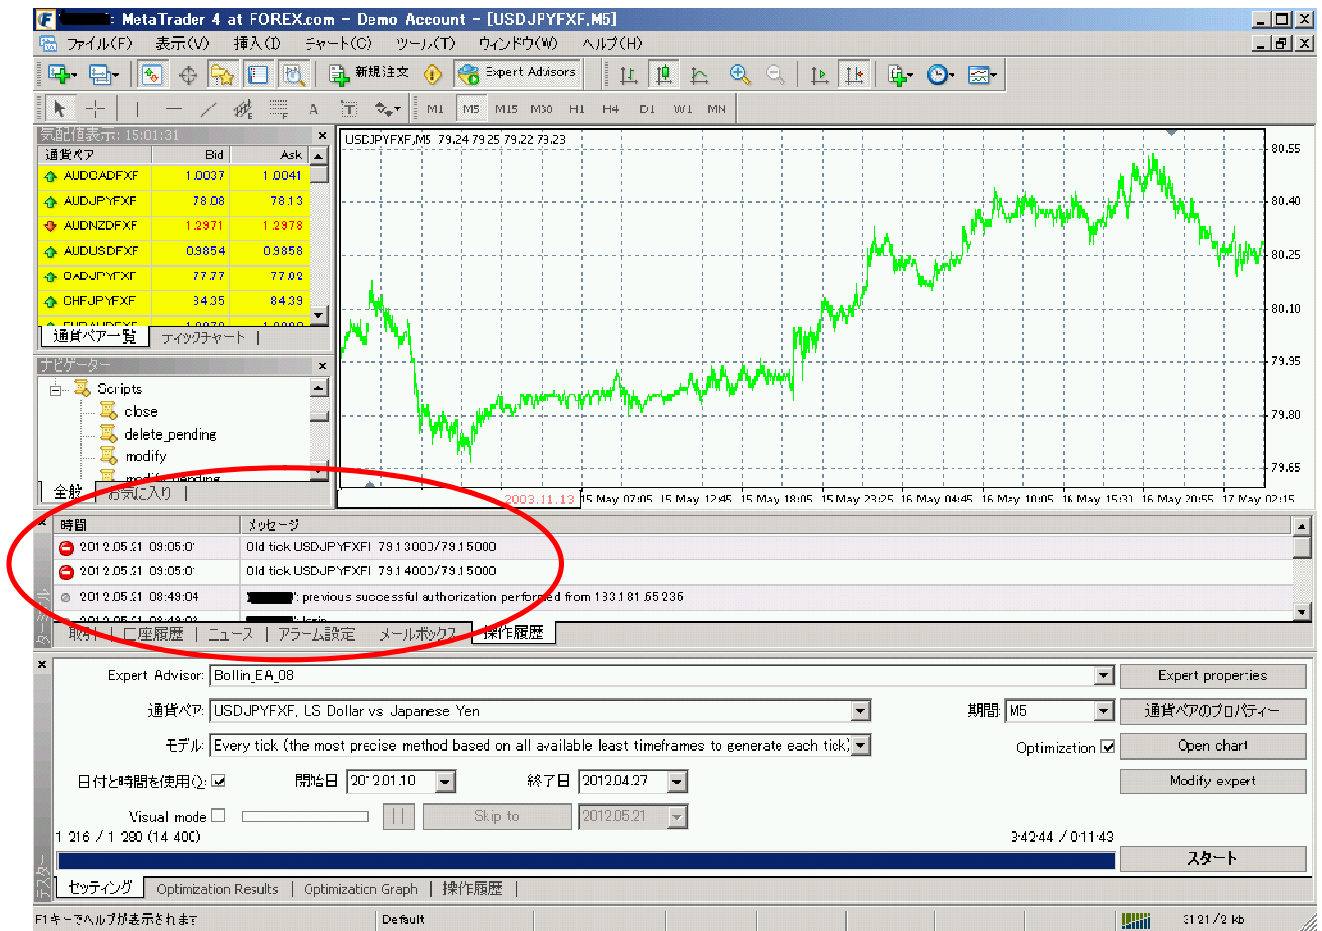 : MetaTrader 4 at FOREX.com - Demo Account - [USDJPYFXF,M5]
ファイル(F) 表示(V) 挿入(I) チャート(C) ツール(T) ウィンドウ(W) ヘルプ(H)
新規注文 Expert Advisors
A T M1 M5 M15 M30 H1 H4 D1 W1 MN
気配値表示: 15:01:31
通貨ペア Bid Ask
AUDCADFXF 1.0037 1.0041
AUDJPYFXF 78.08 78.13
AUDNZDFXF 1.2971 1.2978
AUDUSDFXF 0.9854 0.9858
CADJPYFXF 77.77 77.82
CHFJPYFXF 84.35 84.39
通貨ペア一覧 ティックチャート
ナビゲーター
Scripts
close
delete_pending
modify
modify_pending
全般 お気に入り
USDJPYFXF,M5 79.24 79.25 79.22 79.23
80.55
80.40
80.25
80.10
79.95
79.80
79.65
2003.11.13 15 May 07:05 15 May 12:45 15 May 18:05 15 May 23:25 16 May 04:45 16 May 10:05 16 May 15:30 16 May 20:55 17 May 02:15
時間 メッセージ
2012.05.21 09:05:01 Old tick USDJPYFXF! 79.13000/79.15000
2012.05.21 09:05:01 Old tick USDJPYFXF! 79.14000/79.15000
2012.05.21 08:49:04 ': previous successful authorization performed from 133.181.65.236
ターミナル
取引 口座履歴 ニュース アラーム設定 メールボックス 操作履歴
Expert Advisor: Bollin_EA_08 Expert properties
通貨ペア: USDJPYFXF, US Dollar vs Japanese Yen 期間: M5 通貨ペアのプロパティー
モデル: Every tick (the most precise method based on all available least timeframes to generate each tick) Optimization Open chart
日付と時間を使用(): 開始日 2012.01.10 終了日 2012.04.27 Modify expert
Visual mode Skip to 2012.05.21
1 216 / 1 280 (14 400) 3:42:44 / 0:11:43
スタート
テスター
セッティング Optimization Results Optimization Graph 操作履歴
F1キーでヘルプが表示されます Default 3121/2 kb